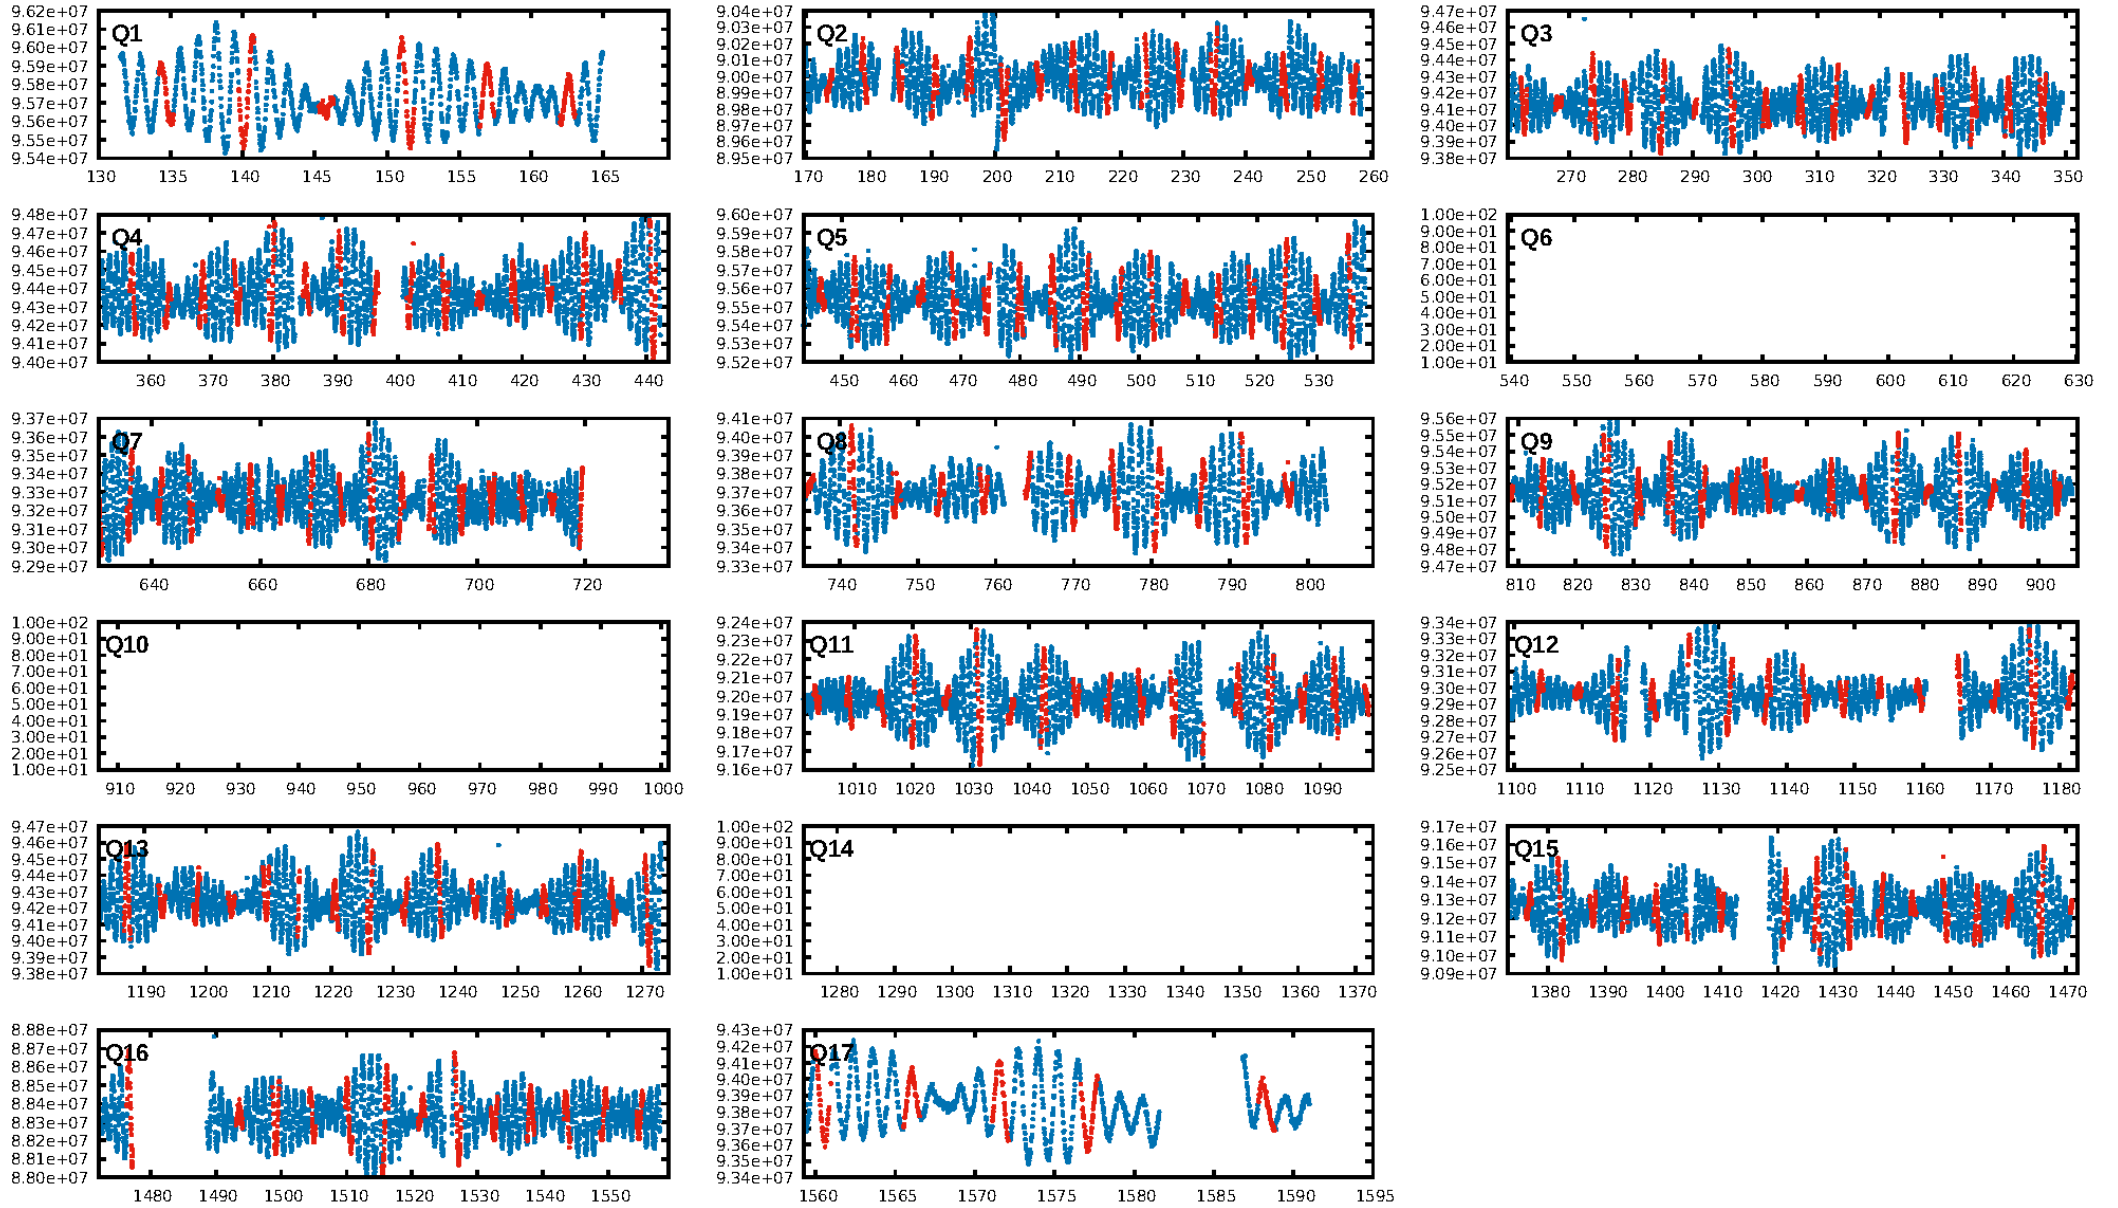 9.62e+07
9.61e+07
9.60e+07
9.59e+07
9.58e+07
9.57e+07
9.56e+07
9.55e+07
9.54e+07
Q1
130 135 140 145 150 155 160 165
9.04e+07
9.03e+07
9.02e+07
9.01e+07
9.00e+07
8.99e+07
8.98e+07
8.97e+07
8.96e+07
8.95e+07
Q2
170 180 190 200 210 220 230 240 250 260
9.47e+07
9.46e+07
9.45e+07
9.44e+07
9.43e+07
9.42e+07
9.41e+07
9.40e+07
9.39e+07
9.38e+07
Q3
270 280 290 300 310 320 330 340 350
9.48e+07
9.47e+07
9.46e+07
9.45e+07
9.44e+07
9.43e+07
9.42e+07
9.41e+07
9.40e+07
Q4
360 370 380 390 400 410 420 430 440
9.60e+07
9.59e+07
9.58e+07
9.57e+07
9.56e+07
9.55e+07
9.54e+07
9.53e+07
9.52e+07
Q5
450 460 470 480 490 500 510 520 530
1.00e+02
9.00e+01
8.00e+01
7.00e+01
6.00e+01
5.00e+01
4.00e+01
3.00e+01
2.00e+01
1.00e+01
Q6
540 550 560 570 580 590 600 610 620 630
9.37e+07
9.36e+07
9.35e+07
9.34e+07
9.33e+07
9.32e+07
9.31e+07
9.30e+07
9.29e+07
Q7
640 660 680 700 720
9.41e+07
9.40e+07
9.39e+07
9.38e+07
9.37e+07
9.36e+07
9.35e+07
9.34e+07
9.33e+07
Q8
740 750 760 770 780 790 800
9.56e+07
9.55e+07
9.54e+07
9.53e+07
9.52e+07
9.51e+07
9.50e+07
9.49e+07
9.48e+07
9.47e+07
Q9
810 820 830 840 850 860 870 880 890 900
1.00e+02
9.00e+01
8.00e+01
7.00e+01
6.00e+01
5.00e+01
4.00e+01
3.00e+01
2.00e+01
1.00e+01
Q10
910 920 930 940 950 960 970 980 990 1000
9.24e+07
9.23e+07
9.22e+07
9.21e+07
9.20e+07
9.19e+07
9.18e+07
9.17e+07
9.16e+07
Q11
1010 1020 1030 1040 1050 1060 1070 1080 1090
9.34e+07
9.33e+07
9.32e+07
9.31e+07
9.30e+07
9.29e+07
9.28e+07
9.27e+07
9.26e+07
9.25e+07
Q12
1100 1110 1120 1130 1140 1150 1160 1170 1180
9.47e+07
9.46e+07
9.45e+07
9.44e+07
9.43e+07
9.42e+07
9.41e+07
9.40e+07
9.39e+07
9.38e+07
Q13
1190 1200 1210 1220 1230 1240 1250 1260 1270
1.00e+02
9.00e+01
8.00e+01
7.00e+01
6.00e+01
5.00e+01
4.00e+01
3.00e+01
2.00e+01
1.00e+01
Q14
1280 1290 1300 1310 1320 1330 1340 1350 1360 1370
9.17e+07
9.16e+07
9.15e+07
9.14e+07
9.13e+07
9.12e+07
9.11e+07
9.10e+07
9.09e+07
Q15
1380 1390 1400 1410 1420 1430 1440 1450 1460 1470
8.88e+07
8.87e+07
8.86e+07
8.85e+07
8.84e+07
8.83e+07
8.82e+07
8.81e+07
8.80e+07
Q16
1480 1490 1500 1510 1520 1530 1540 1550
9.43e+07
9.42e+07
9.41e+07
9.40e+07
9.39e+07
9.38e+07
9.37e+07
9.36e+07
9.35e+07
9.34e+07
Q17
1560 1565 1570 1575 1580 1585 1590 1595